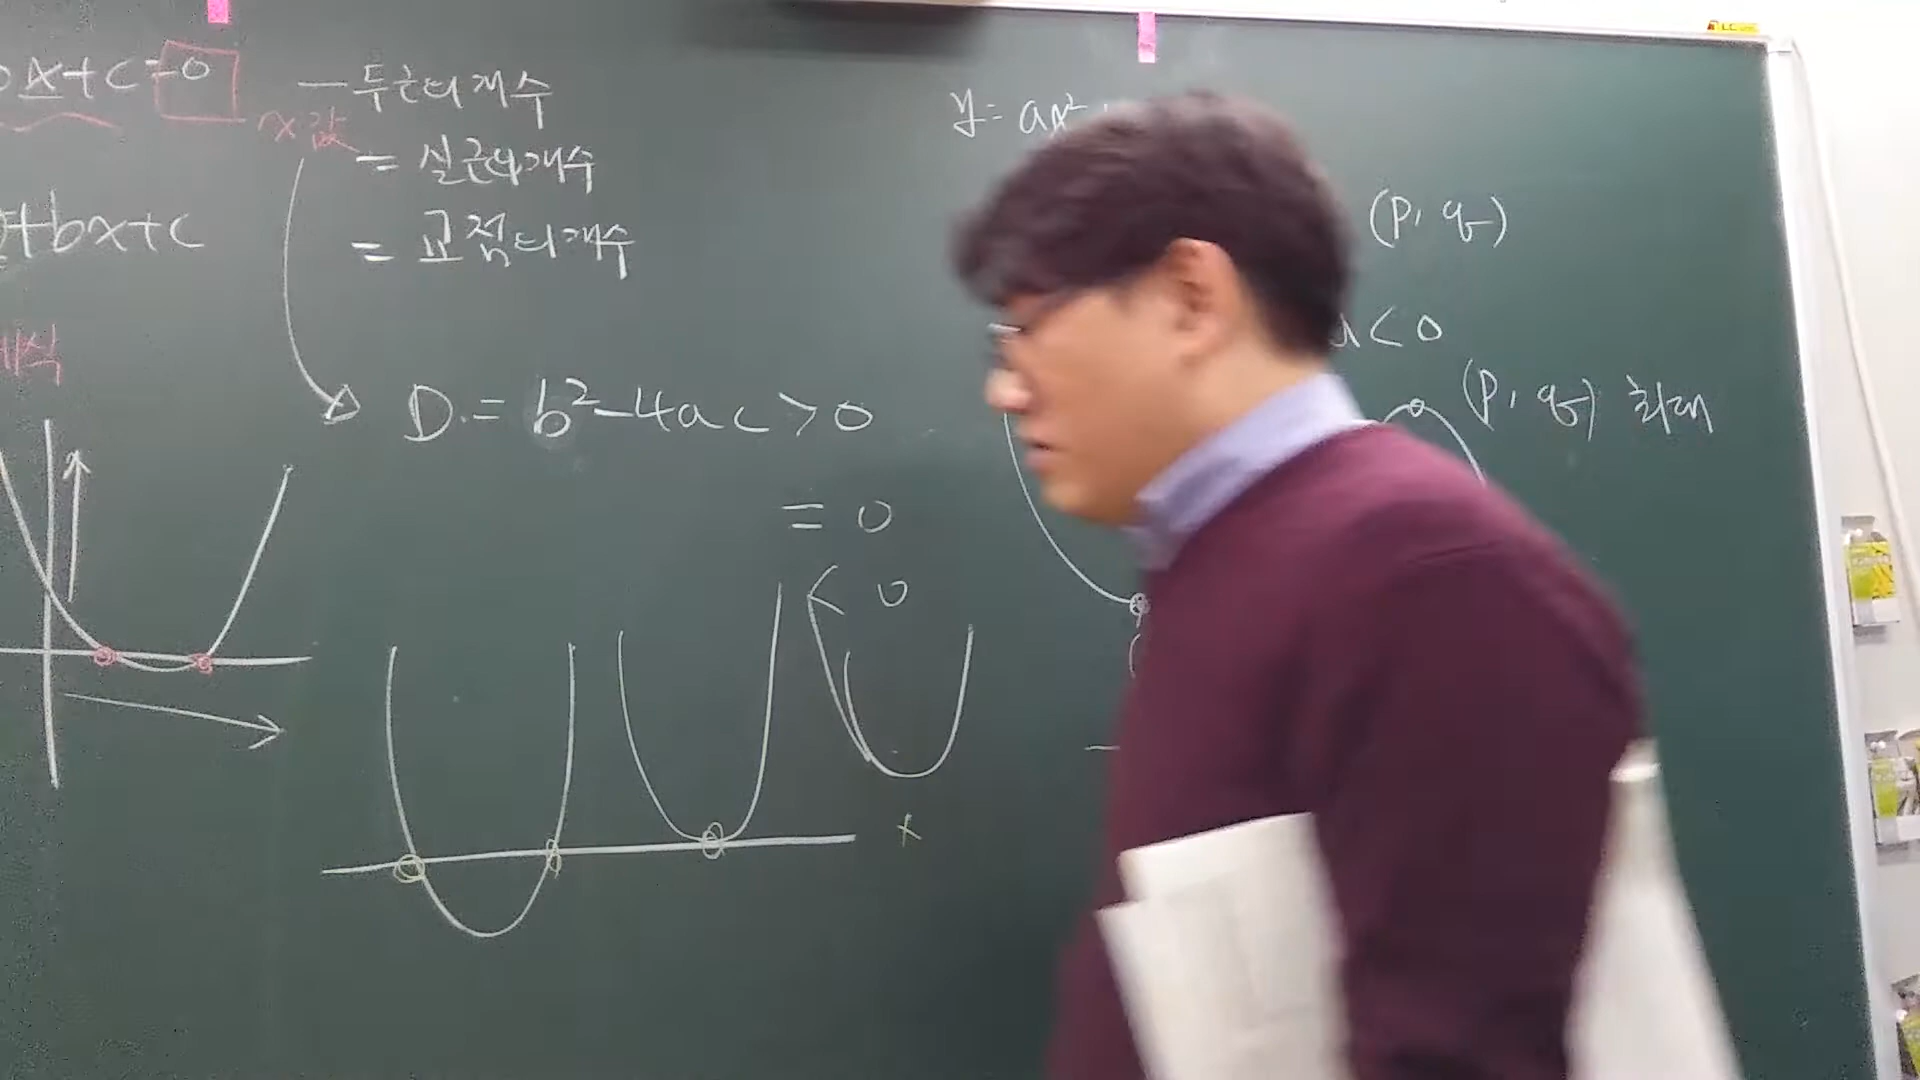 x+c=0
x값
- 두근의 개수
= 실근의 개수
= 교점의 개수
+bx+c
D = b²-4ac > 0
= 0
< 0
x
y = ax²
(p, q)
a < 0
(p, q) 최대